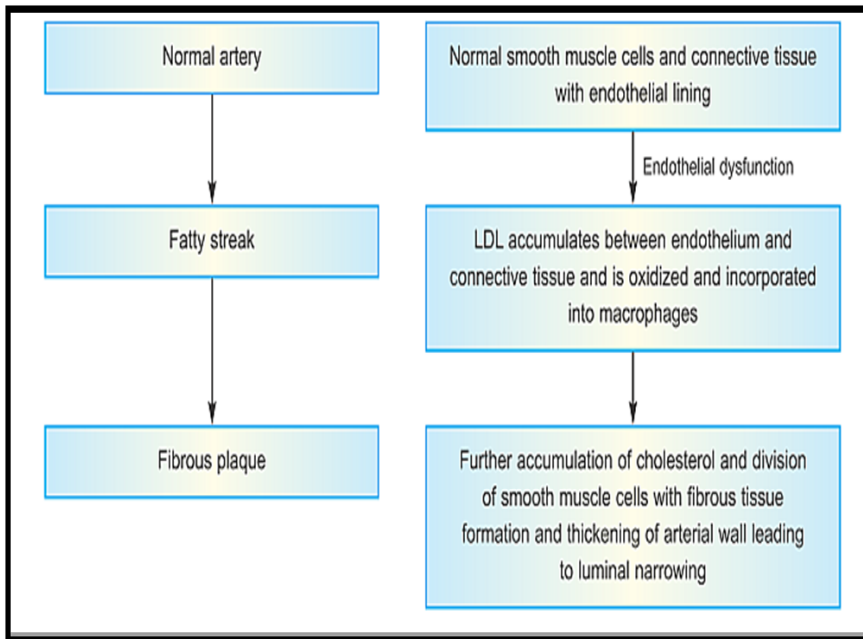 Normal artery
Fatty streak
Fibrous plaque
Normal smooth muscle cells and connective tissue
with endothelial lining
Endothelial dysfunction
LDL accumulates between endothelium and
connective tissue and is oxidized and incorporated
into macrophages
Further accumulation of cholesterol and division
of smooth muscle cells with fibrous tissue
formation and thickening of arterial wall leading
to luminal narrowing